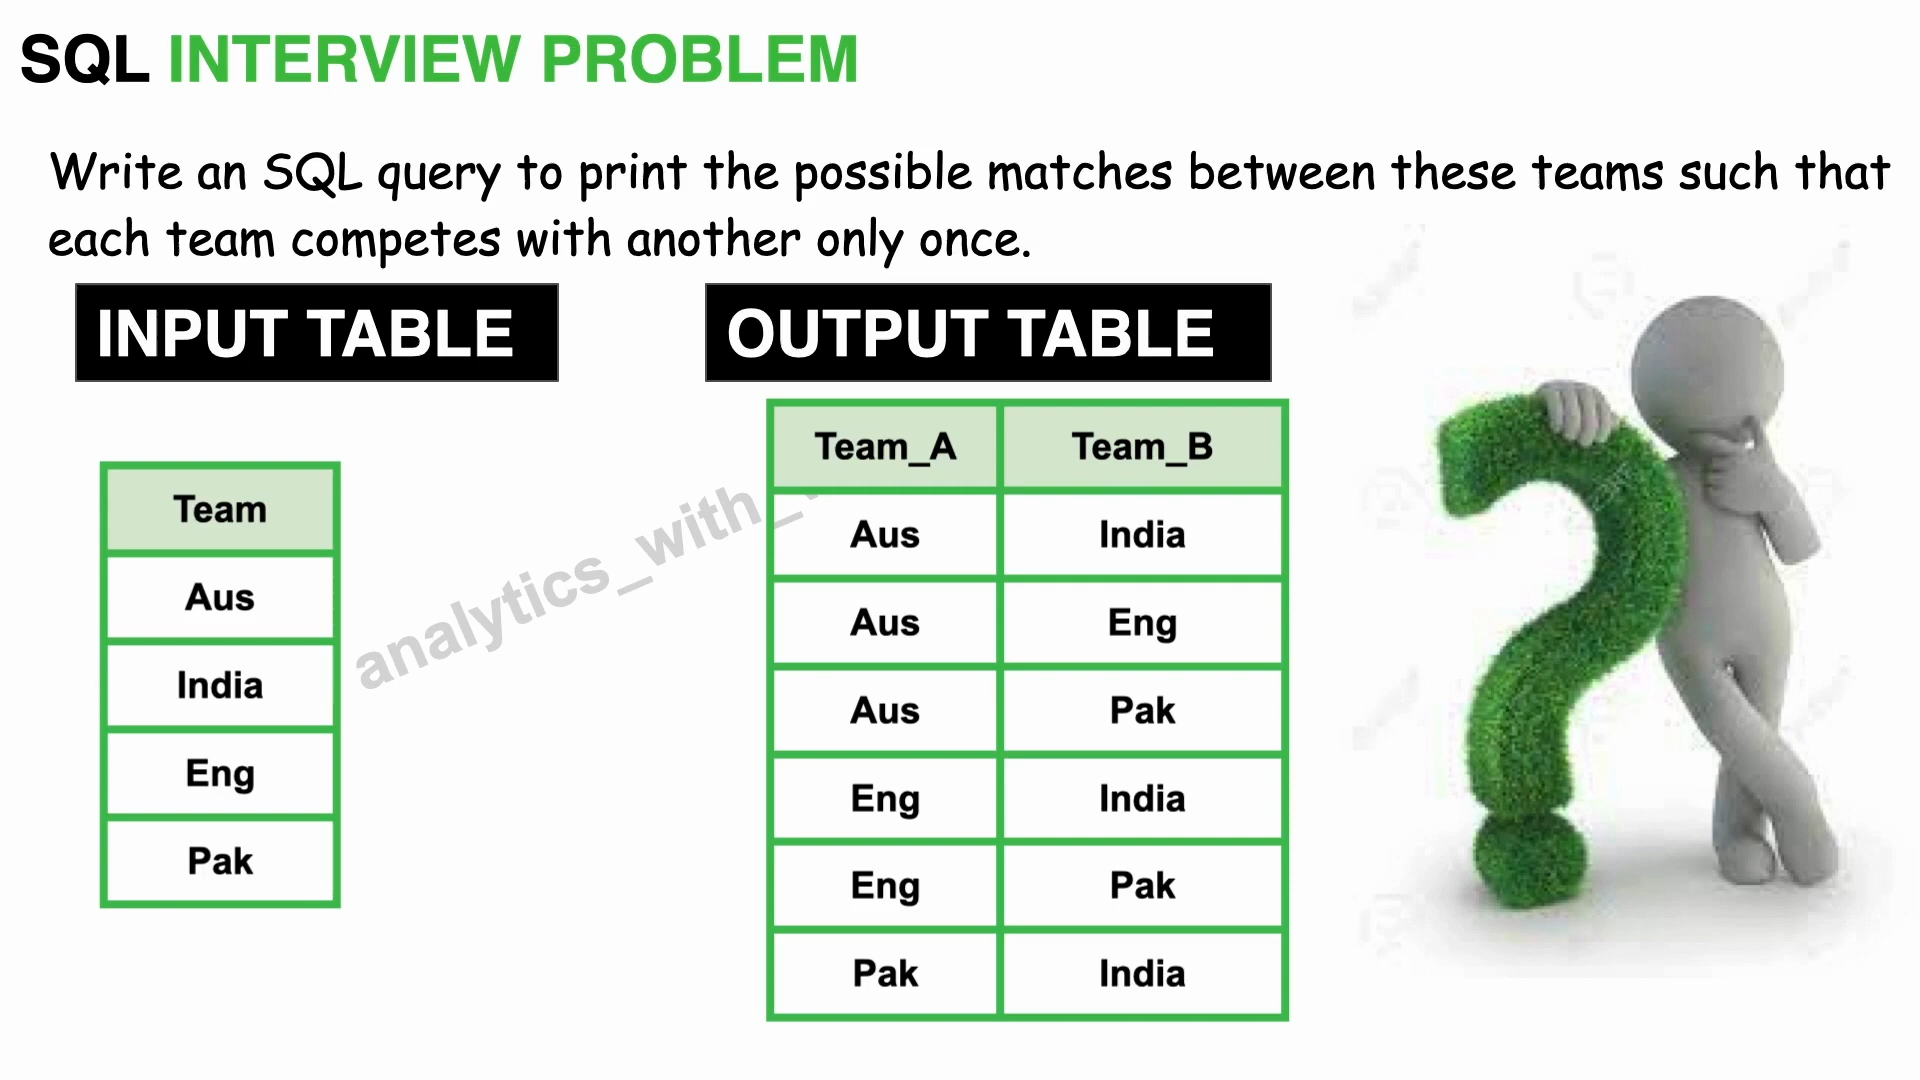 SQL INTERVIEW PROBLEM
Write an SQL query to print the possible matches between these teams such that
each team competes with another only once.
INPUT TABLE
Team
Aus
India
Eng
Pak
analytics_with_
OUTPUT TABLE
Team_A Team_B
Aus India
Aus Eng
Aus Pak
Eng India
Eng Pak
Pak India